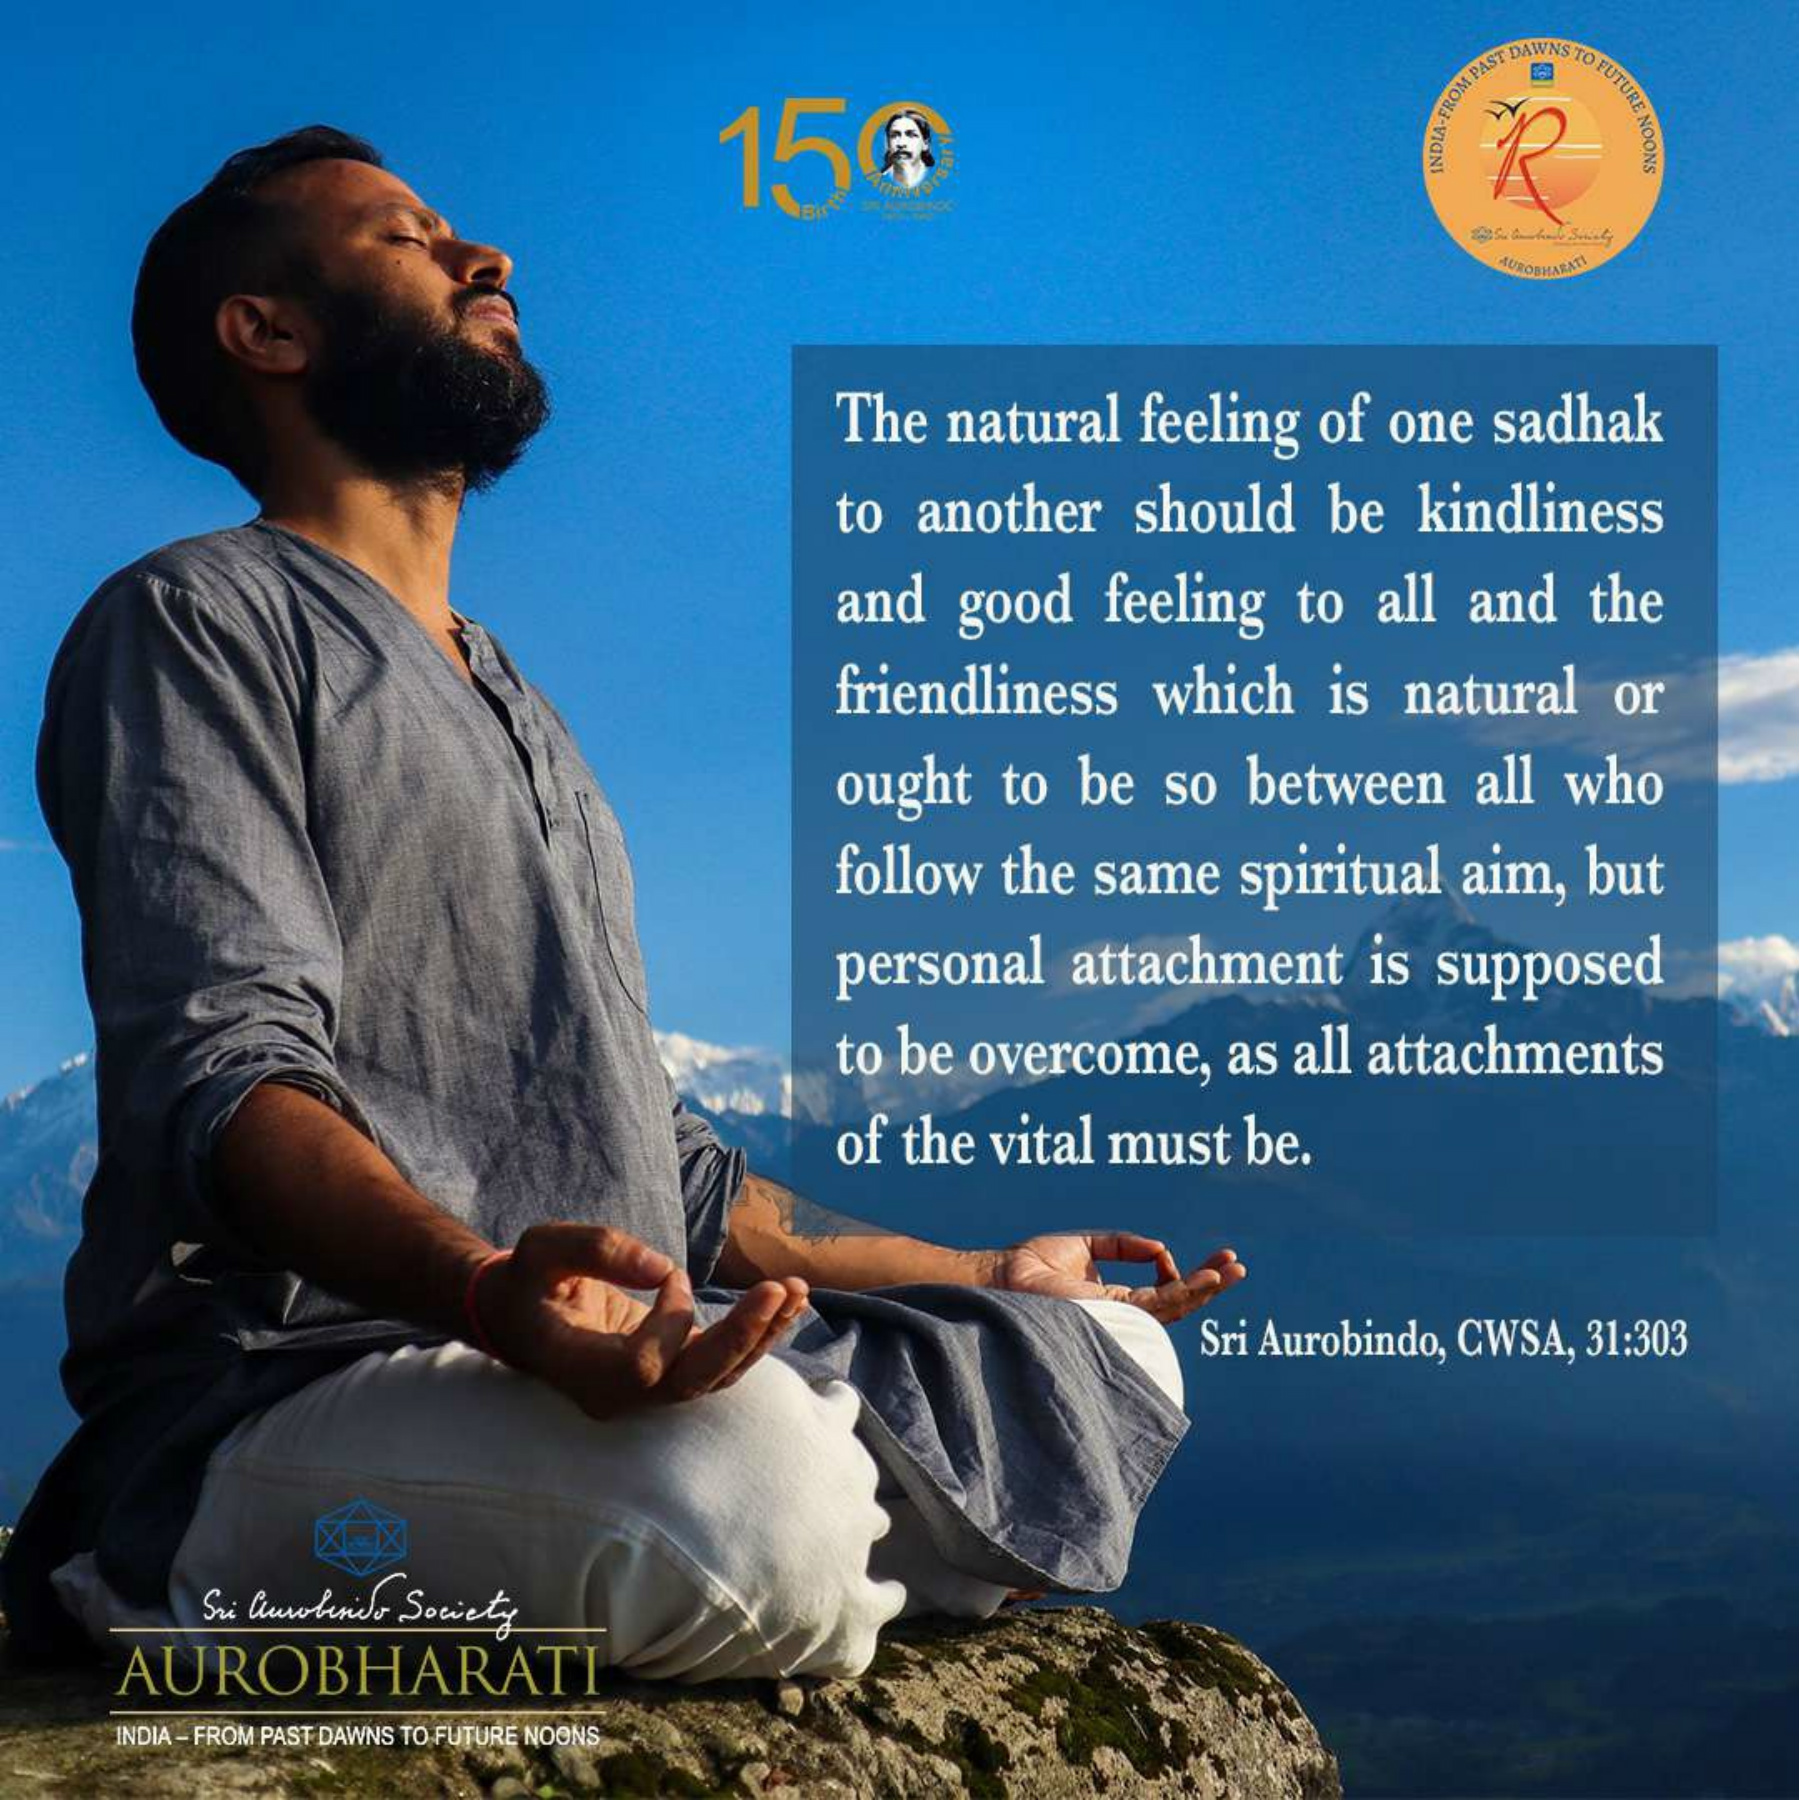 150
Birth Anniversary
INDIA-FROM PAST DAWNS TO FUTURE NOONS
R
Sri Aurobindo Society
AUROBHARATI
The natural feeling of one sadhak
to another should be kindliness
and good feeling to all and the
friendliness which is natural or
ought to be so between all who
follow the same spiritual aim, but
personal attachment is supposed
to be overcome, as all attachments
of the vital must be.
Sri Aurobindo, CWSA, 31:303
Sri Aurobindo Society
AUROBHARATI
INDIA – FROM PAST DAWNS TO FUTURE NOONS